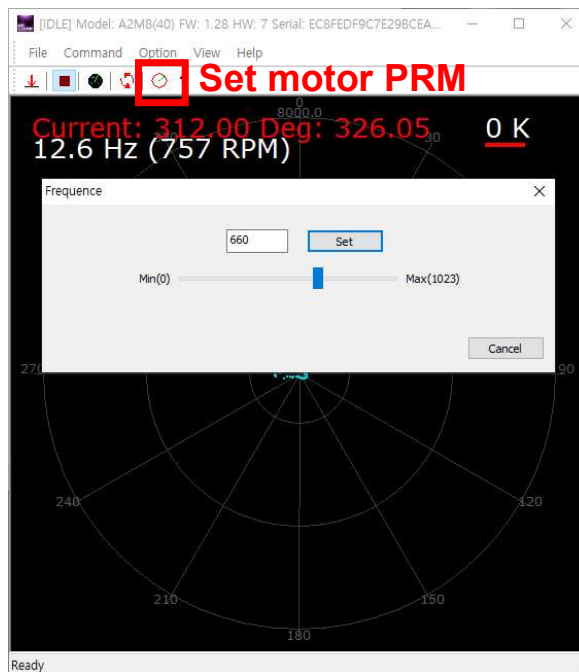 [IDLE] Model: A2M8(40) FW: 1.28 HW: 7 Serial: EC8FEDF9C7E29BCEA...
File Command Option View Help
Set motor PRM
0
8000.0
Current: 312.00 Deg: 326.05
30
0 K
12.6 Hz (757 RPM)
Frequence
660
Set
Min(0)
Max(1023)
Cancel
270
90
240
120
210
150
180
Ready